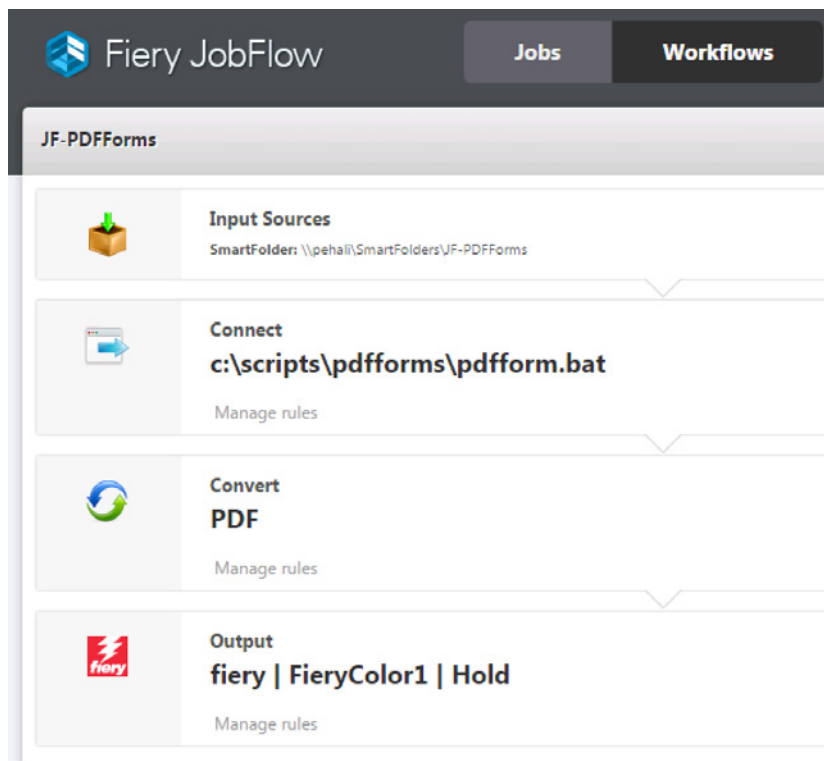 Fiery JobFlow
Jobs
Workflows
JF-PDFForms
Input Sources
SmartFolder: \\pehali\SmartFolders\JF-PDFForms
Connect
c:\scripts\pdfforms\pdfform.bat
Manage rules
Convert
PDF
Manage rules
fiery
Output
fiery | FieryColor1 | Hold
Manage rules